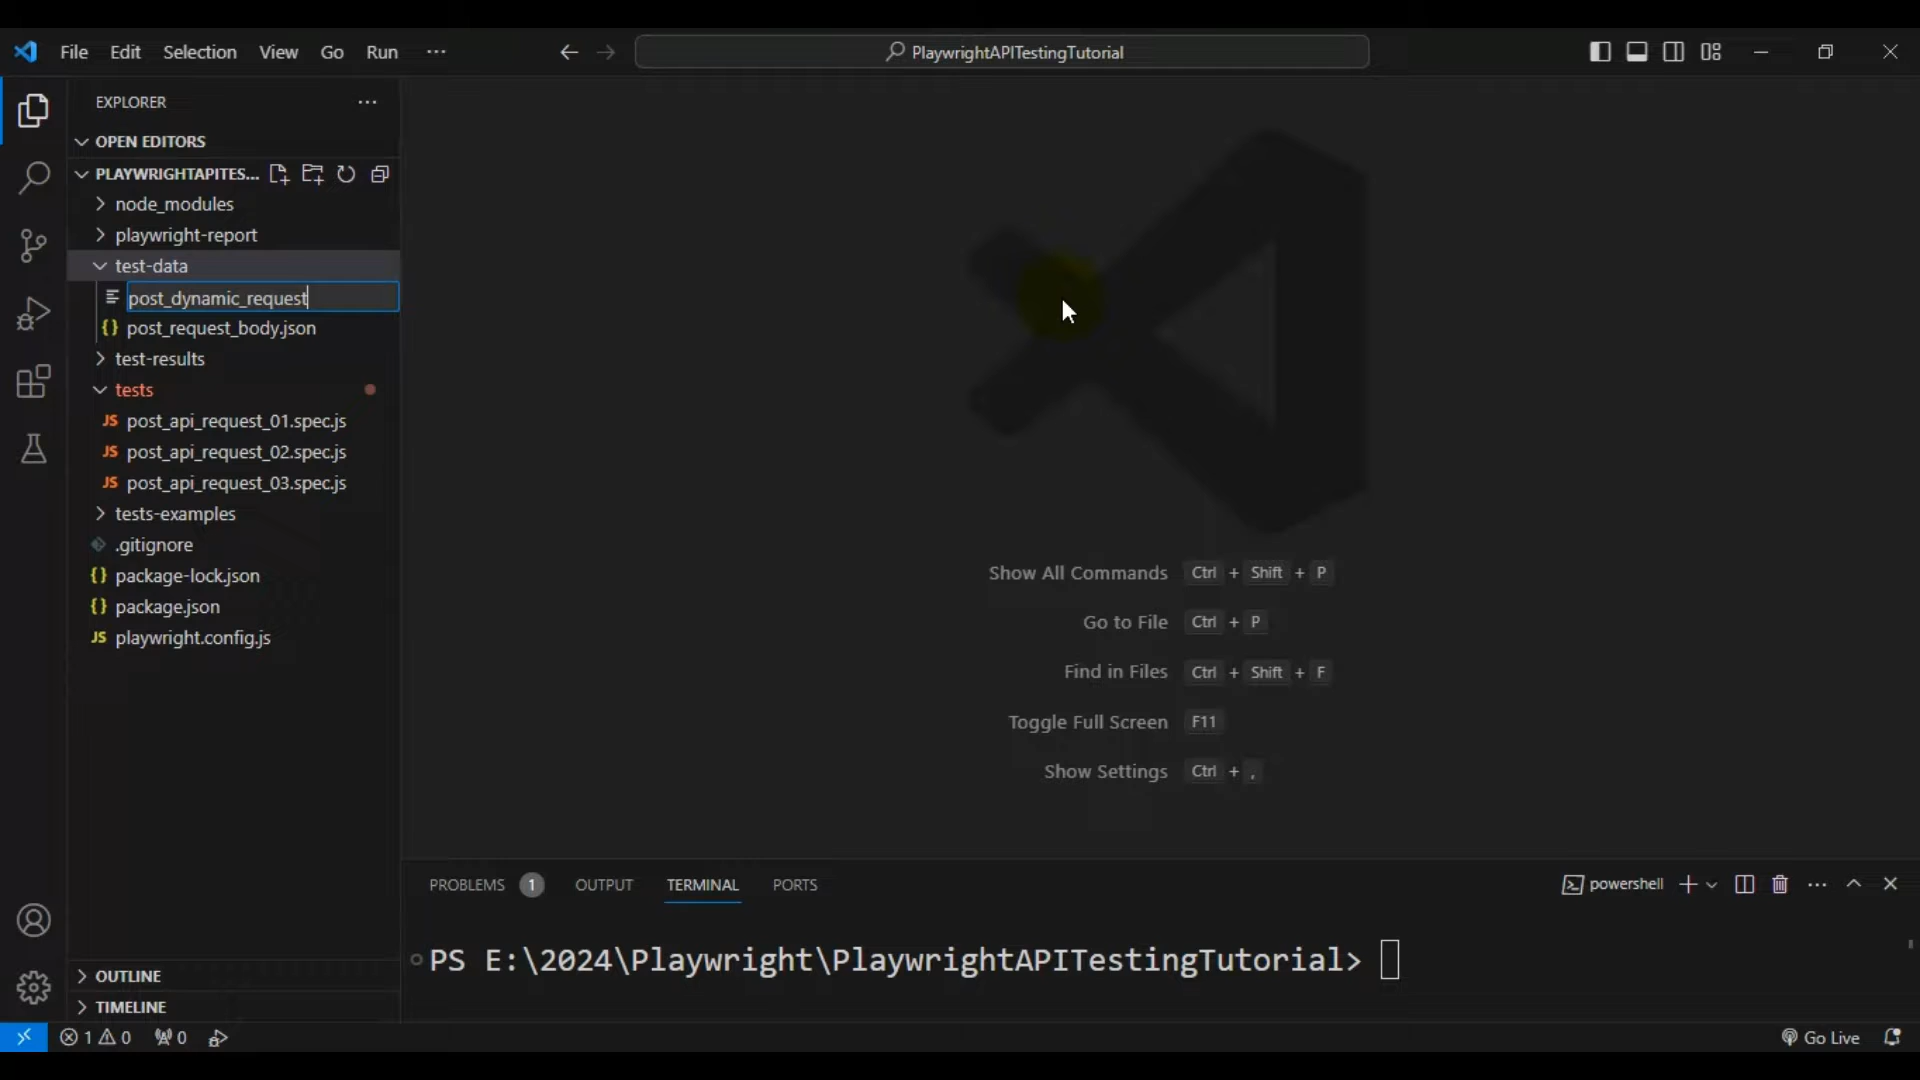 File Edit Selection View Go Run ··· PlaywrightAPITestingTutorial
EXPLORER
OPEN EDITORS
PLAYWRIGHTAPITES...
node_modules
playwright-report
test-data
post_dynamic_request
{} post_request_body.json
test-results
tests
JS post_api_request_01.spec.js
JS post_api_request_02.spec.js
JS post_api_request_03.spec.js
tests-examples
.gitignore
{} package-lock.json
{} package.json
JS playwright.config.js
OUTLINE
TIMELINE
Show All Commands Ctrl + Shift + P
Go to File Ctrl + P
Find in Files Ctrl + Shift + F
Toggle Full Screen F11
Show Settings Ctrl + ,
PROBLEMS 1 OUTPUT TERMINAL PORTS powershell
PS E:\2024\Playwright\PlaywrightAPITestingTutorial>
1 0 0 Go Live